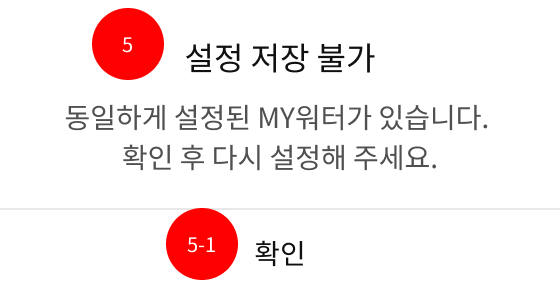 5
설정 저장 불가
동일하게 설정된 MY워터가 있습니다.
확인 후 다시 설정해 주세요.
5-1
확인